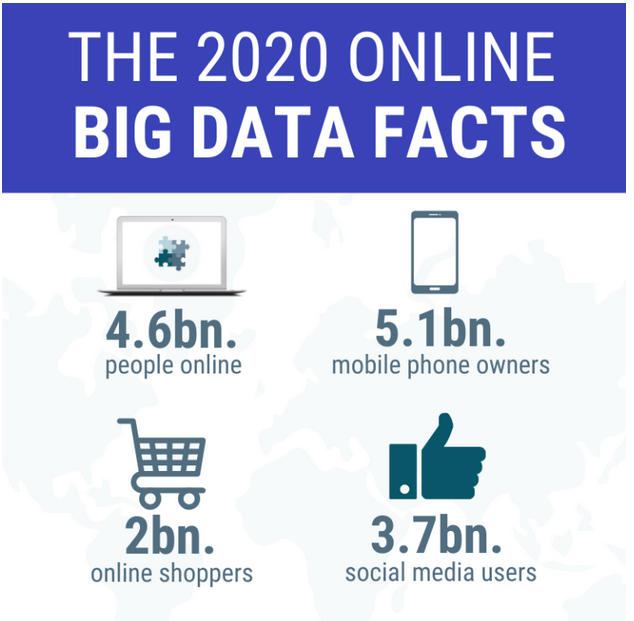 THE 2020 ONLINE
BIG DATA FACTS
4.6bn.
people online
5.1bn.
mobile phone owners
2bn.
online shoppers
3.7bn.
social media users